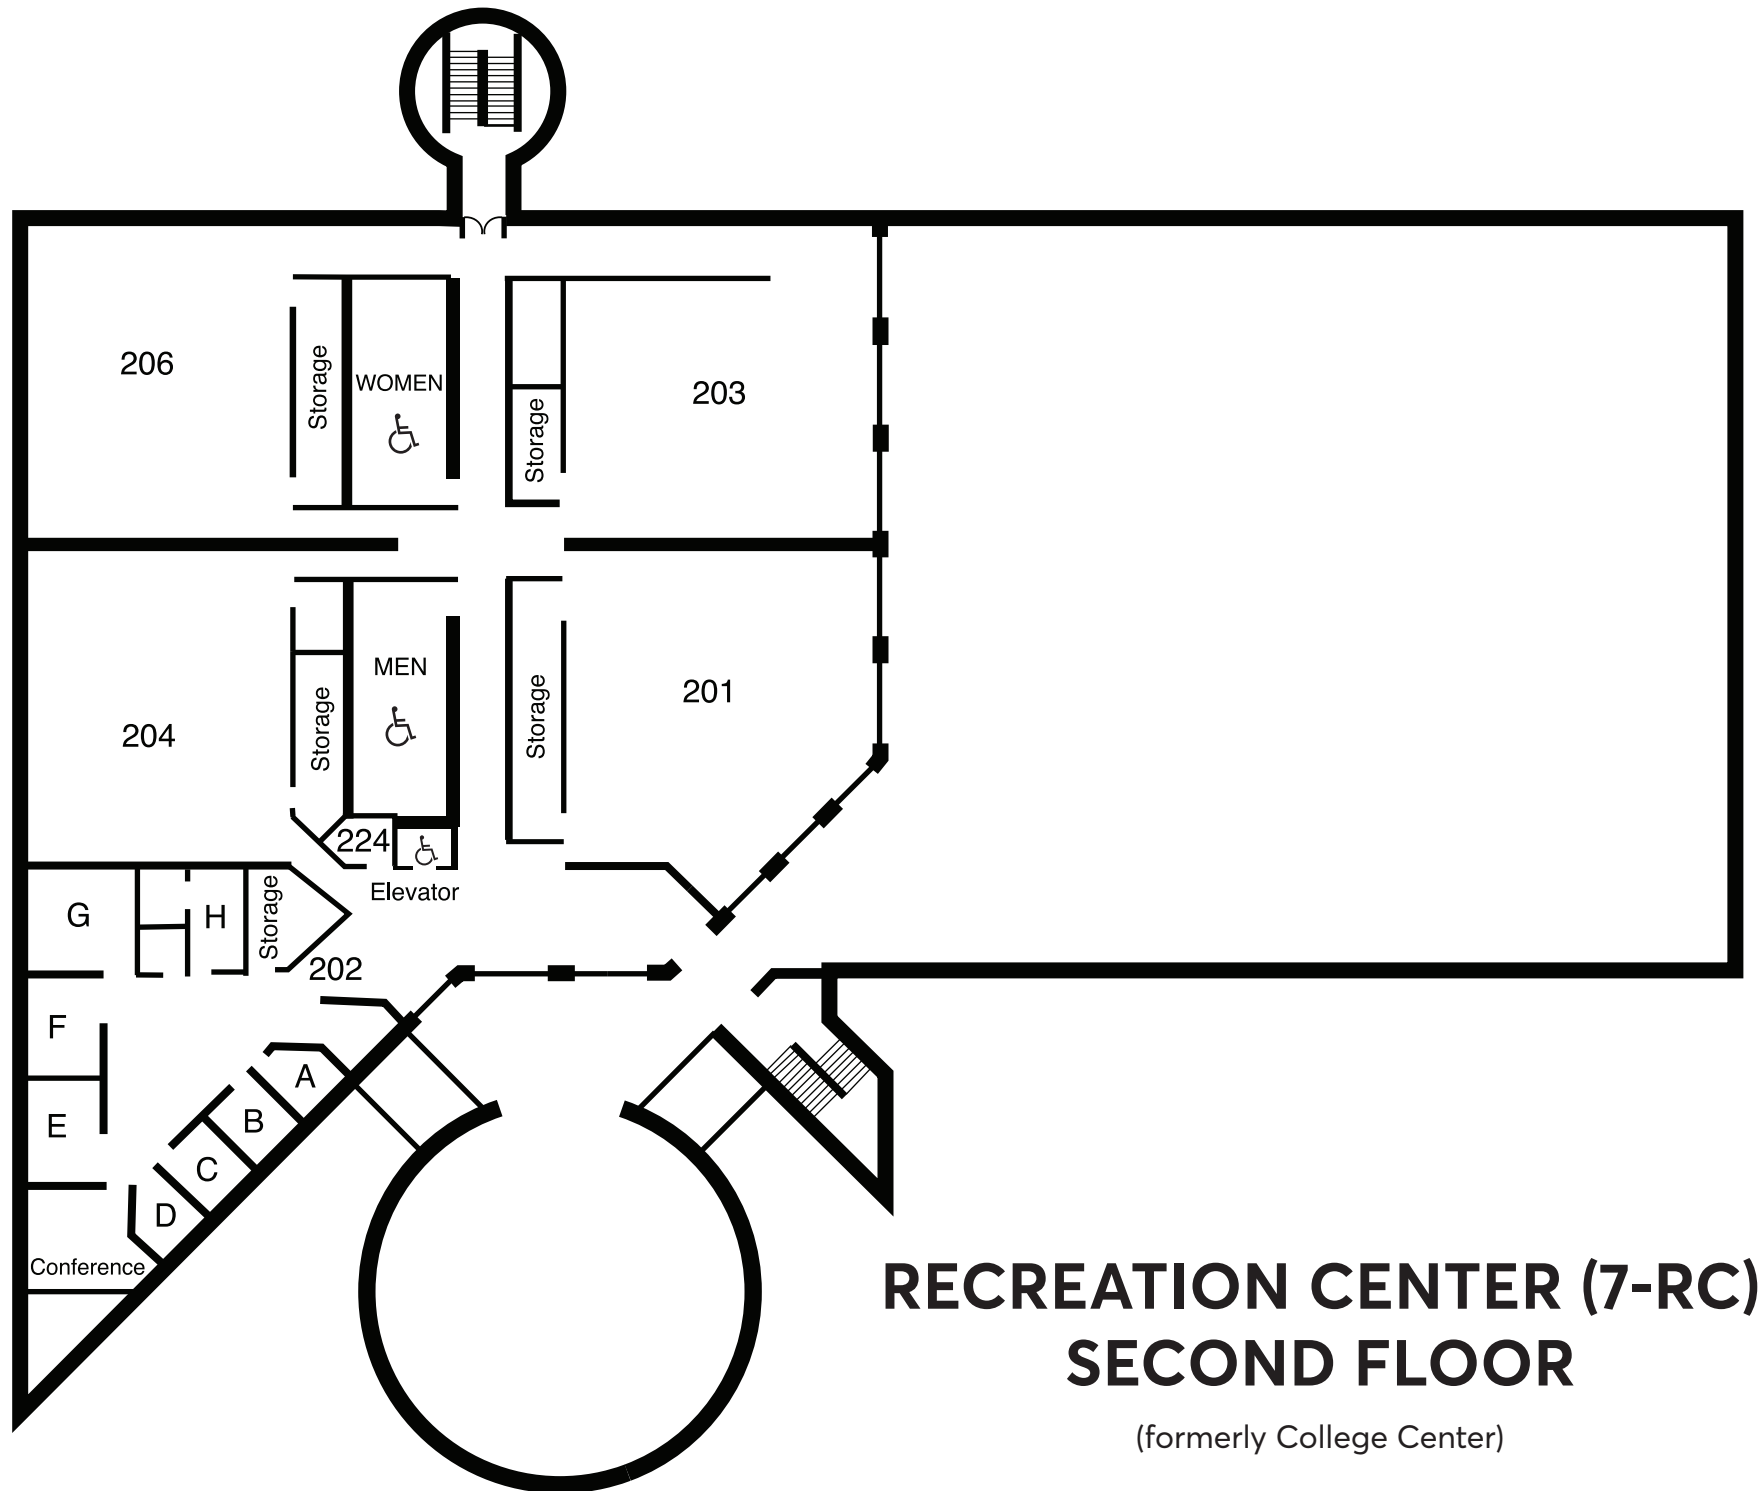 206
Storage
WOMEN
Storage
203
204
Storage
MEN
Storage
201
224
Elevator
G
H
Storage
202
F
A
E
B
C
D
Conference
RECREATION CENTER (7-RC)
SECOND FLOOR
(formerly College Center)